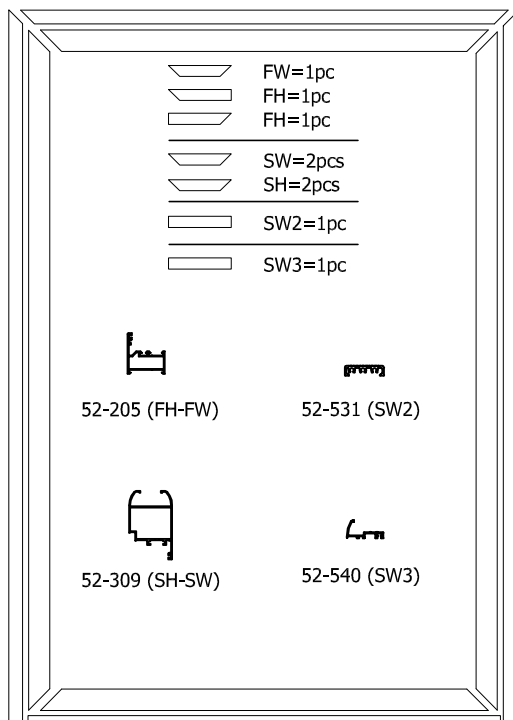 FW=1pc
FH=1pc
FH=1pc
SW=2pcs
SH=2pcs
SW2=1pc
SW3=1pc
52-205 (FH-FW)
52-531 (SW2)
52-309 (SH-SW)
52-540 (SW3)